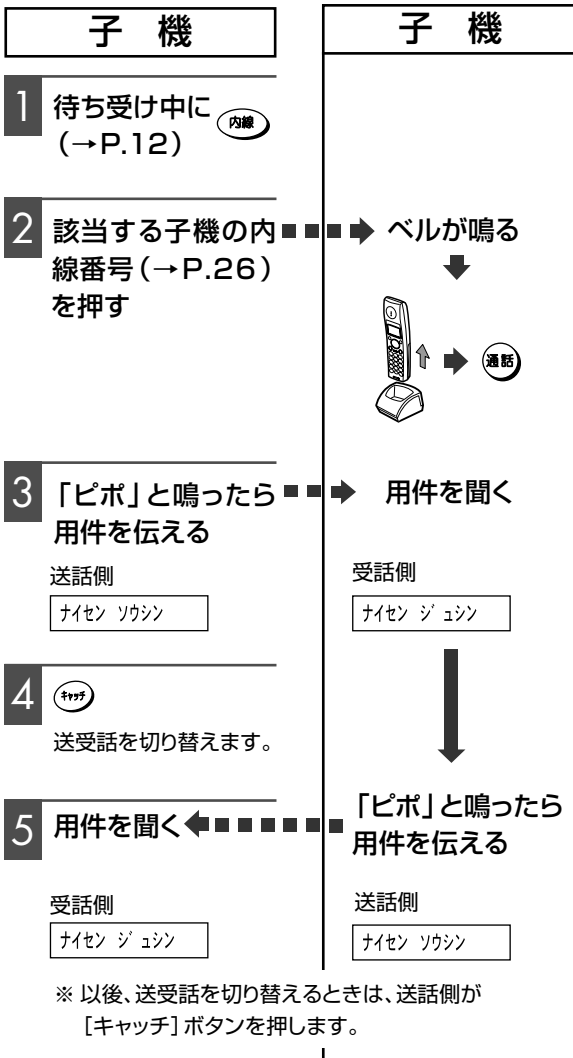 子 機
子 機
1 待ち受け中に 内線
(→P.12)
2 該当する子機の内
線番号(→P.26)
を押す
ベルが鳴る
通話
3 「ピポ」と鳴ったら
用件を伝える
用件を聞く
送話側
ナイセン ソウシン
受話側
ナイセン ジュシン
4 キャッチ
送受話を切り替えます。
5 用件を聞く
「ピポ」と鳴ったら
用件を伝える
受話側
ナイセン ジュシン
送話側
ナイセン ソウシン
※ 以後、送受話を切り替えるときは、送話側が
[キャッチ]ボタンを押します。